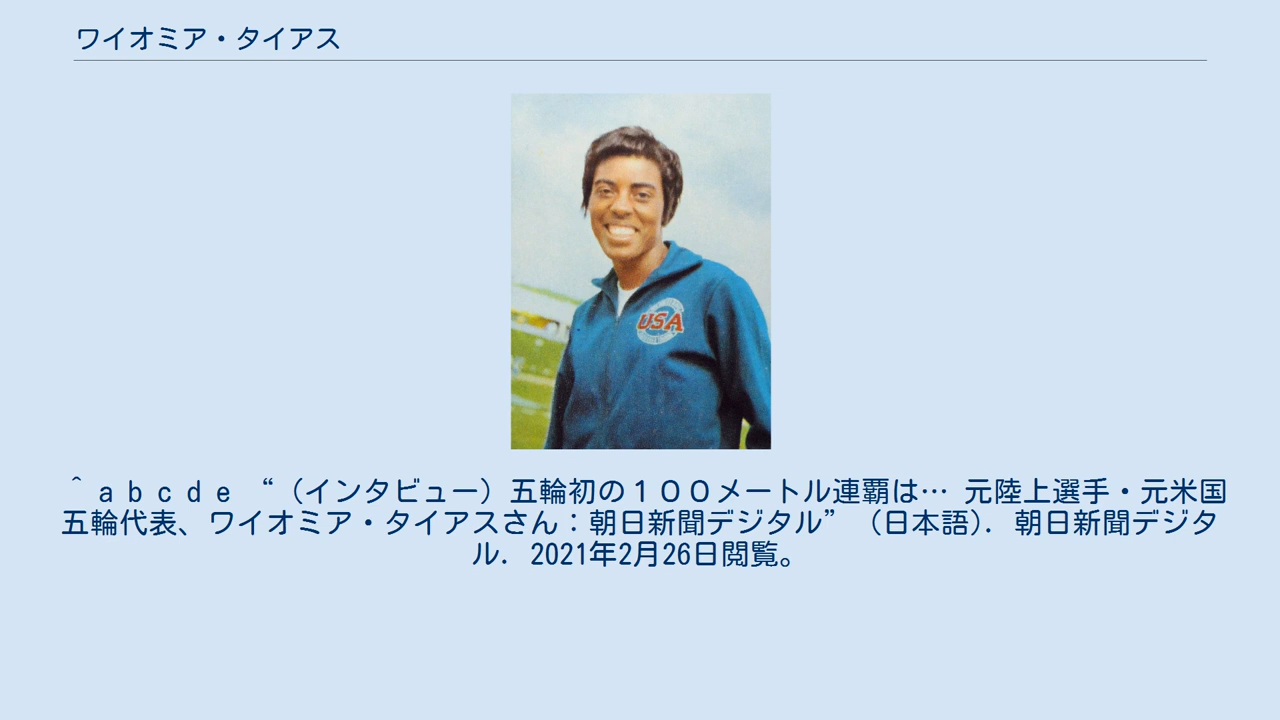 ワイオミア・タイアス
USA
＾ａｂｃｄｅ “（インタビュー）五輪初の１００メートル連覇は… 元陸上選手・元米国
五輪代表、ワイオミア・タイアスさん：朝日新聞デジタル” （日本語）. 朝日新聞デジタ
ル. 2021年2月26日閲覧。